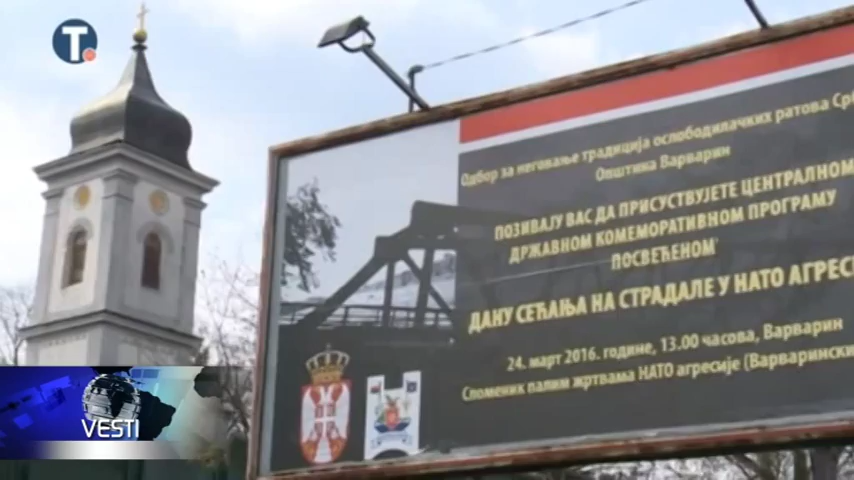 T.
Одбор за неговање традиција ослободилачких ратова
Општина Варварин
ПОЗИВАЈУ ВАС ДА ПРИСУСТВУЈЕТЕ ЦЕНТРАЛНОМ
ДРЖАВНОМ КОМЕМОРАТИВНОМ ПРОГРАМУ
ПОСВЕЋЕНОМ
ДАНУ СЕЋАЊА НА СТРАДАЛЕ У НАТО
24. март 2016. године, 13.00 часова, Варварин
Споменик палим жртвама НАТО агресије
VESTI